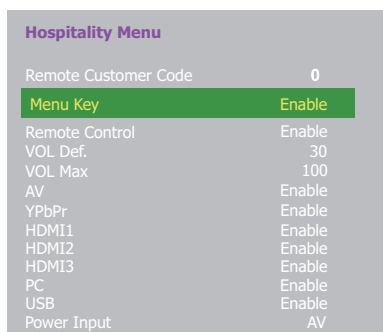 Hospitality Menu
Remote Customer Code 0
Menu Key Enable
Remote Control Enable
VOL Def. 30
VOL Max 100
AV Enable
YPbPr Enable
HDMI1 Enable
HDMI2 Enable
HDMI3 Enable
PC Enable
USB Enable
Power Input AV